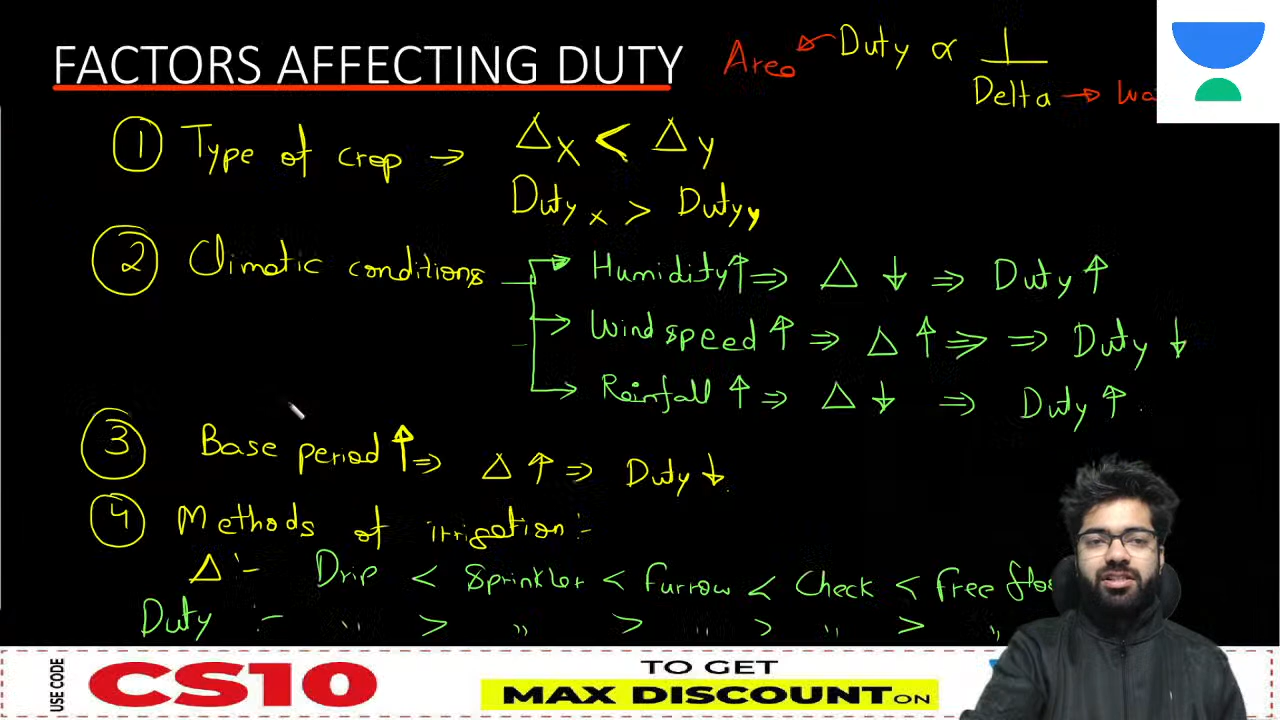 FACTORS AFFECTING DUTY
Area ← Duty ∝ 1
Delta →
① Type of crop → Δx < Δy
Dutyx > Dutyy
② Climatic conditions → Humidity ↑ ⇒ Δ ↓ ⇒ Duty ↑
→ Wind speed ↑ ⇒ Δ ↑ ⇒ ⇒ Duty ↓
→ Rainfall ↑ ⇒ Δ ↓ ⇒ Duty ↑
③ Base period ↑ ⇒ Δ ↑ ⇒ Duty ↓
④ Methods of irrigation :-
Δ :- Drip < Sprinkler < Furrow < Check < Free
Duty :- " > " > " > " > "
USE CODE
CS10
TO GET
MAX DISCOUNT ON